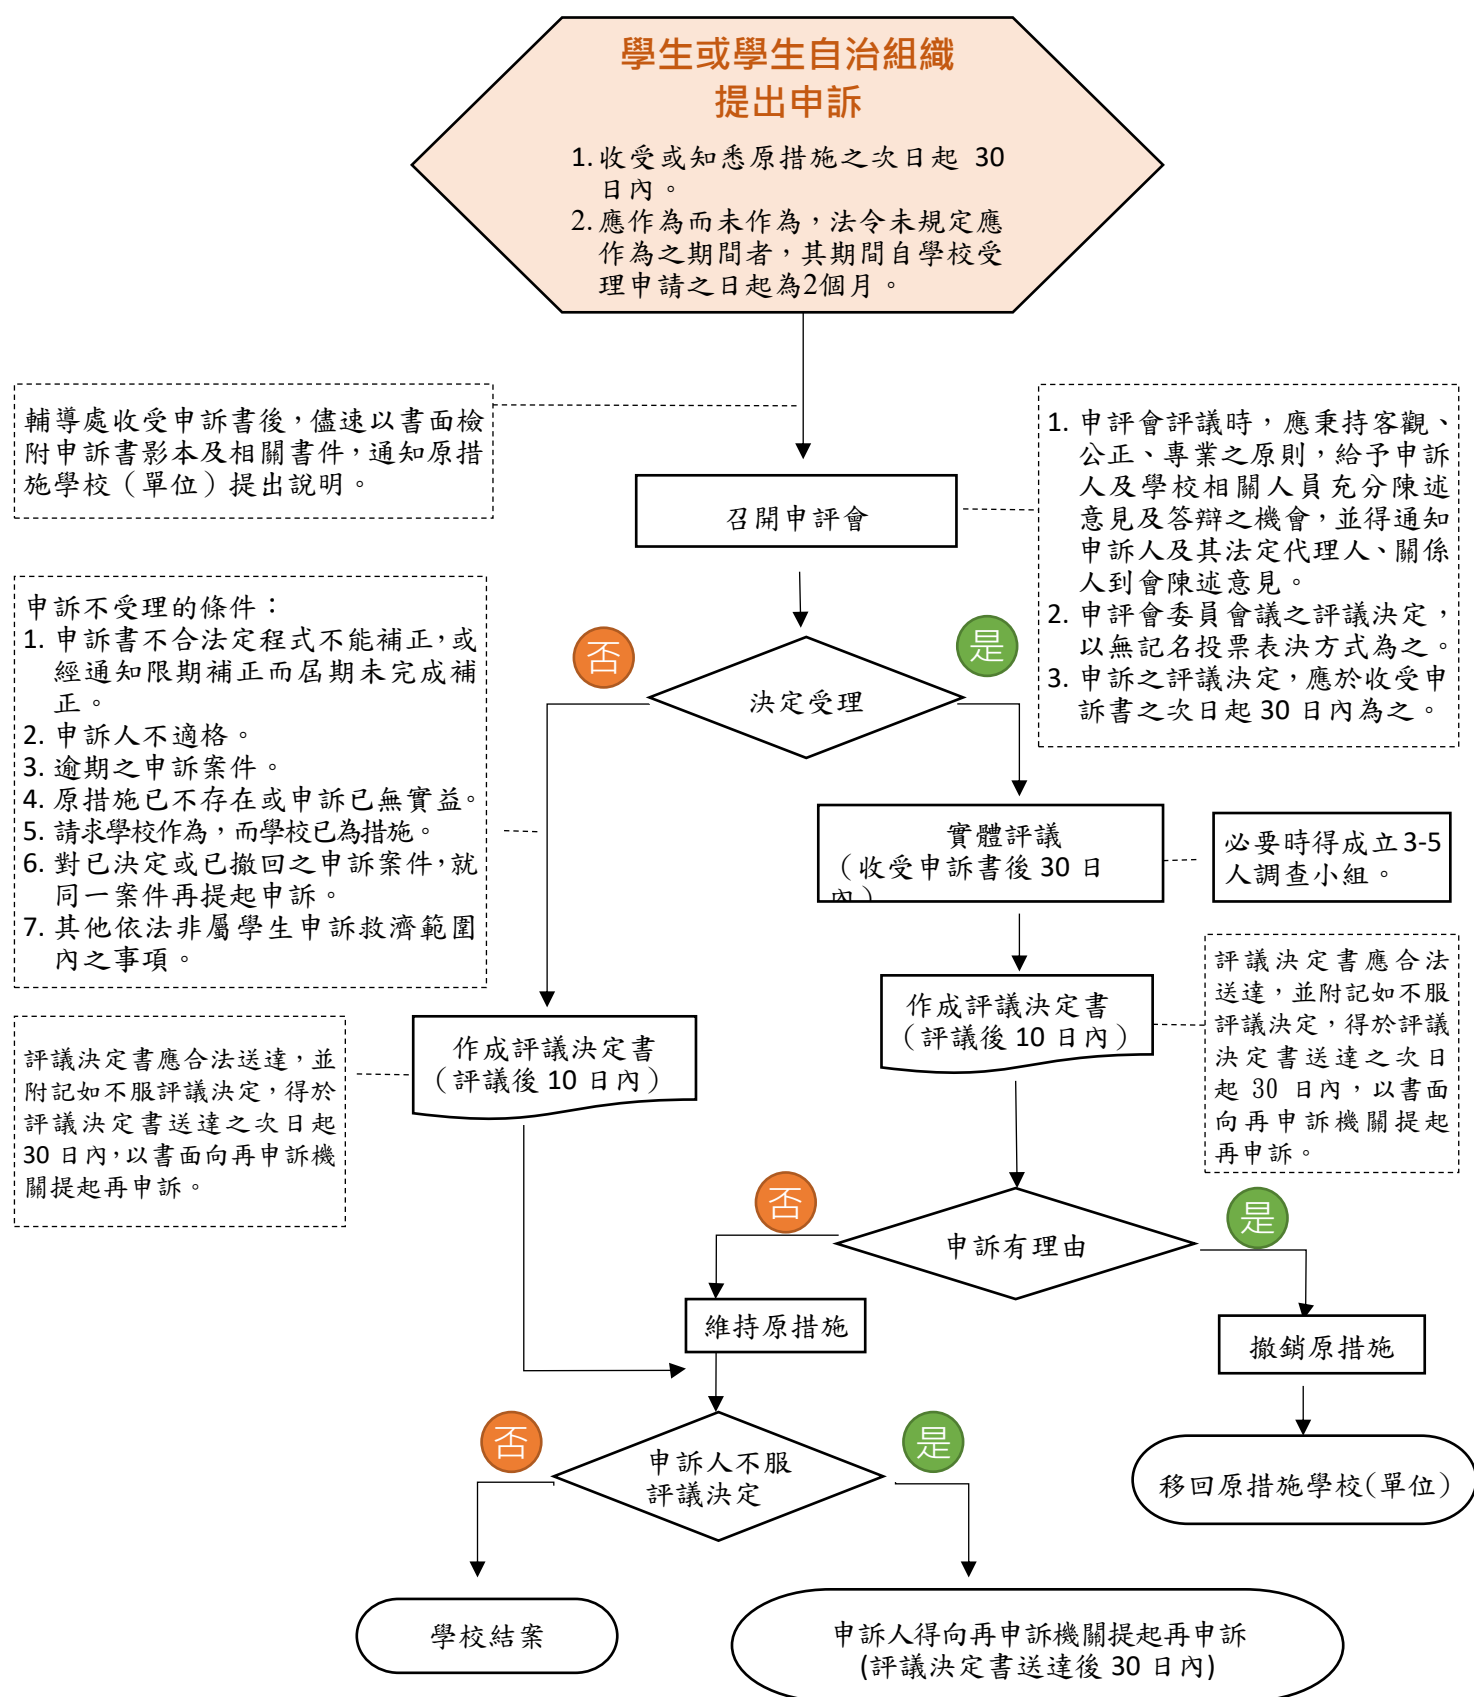 學生或學生自治組織
提出申訴
1. 收受或知悉原措施之次日起 30
日內。
2. 應作為而未作為，法令未規定應
作為之期間者，其期間自學校受
理申請之日起為2個月。
輔導處收受申訴書後，儘速以書面檢
附申訴書影本及相關書件，通知原措
施學校（單位）提出說明。
召開申評會
1. 申評會評議時，應秉持客觀、
公正、專業之原則，給予申訴
人及學校相關人員充分陳述
意見及答辯之機會，並得通知
申訴人及其法定代理人、關係
人到會陳述意見。
2. 申評會委員會議之評議決定，
以無記名投票表決方式為之。
3. 申訴之評議決定，應於收受申
訴書之次日起 30 日內為之。
申訴不受理的條件：
1. 申訴書不合法定程式不能補正，或
經通知限期補正而屆期未完成補
正。
2. 申訴人不適格。
3. 逾期之申訴案件。
4. 原措施已不存在或申訴已無實益。
5. 請求學校作為，而學校已為措施。
6. 對已決定或已撤回之申訴案件，就
同一案件再提起申訴。
7. 其他依法非屬學生申訴救濟範圍
內之事項。
否
是
決定受理
實體評議
（收受申訴書後 30 日
內）
必要時得成立 3-5
人調查小組。
作成評議決定書
（評議後 10 日內）
評議決定書應合法
送達，並附記如不服
評議決定，得於評議
決定書送達之次日
起 30 日內，以書面
向再申訴機關提起
再申訴。
作成評議決定書
（評議後 10 日內）
評議決定書應合法送達，並
附記如不服評議決定，得於
評議決定書送達之次日起
30 日內，以書面向再申訴機
關提起再申訴。
否
是
申訴有理由
維持原措施
撤銷原措施
否
是
申訴人不服
評議決定
移回原措施學校(單位)
學校結案
申訴人得向再申訴機關提起再申訴
(評議決定書送達後 30 日內)